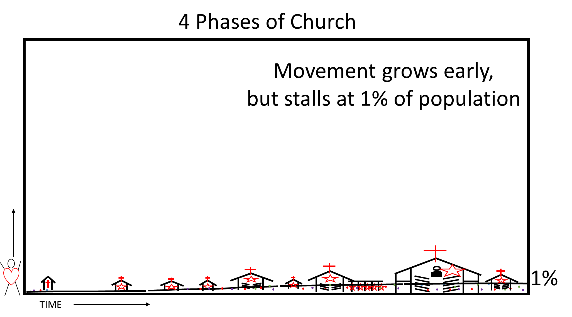 4 Phases of Church
Movement grows early,
but stalls at 1% of population
1%
TIME